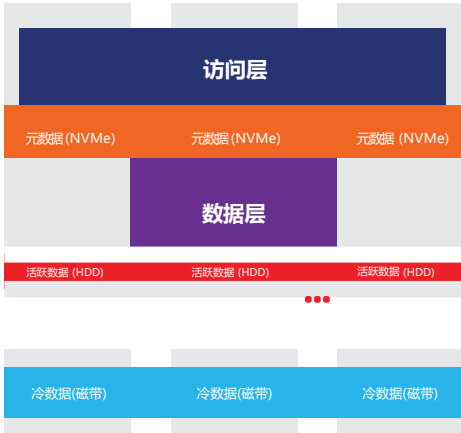 访问层
元数据(NVMe) 元数据(NVMe) 元数据 (NVMe)
数据层
活跃数据 (HDD) 活跃数据 (HDD) 活跃数据 (HDD)
冷数据(磁带) 冷数据(磁带) 冷数据(磁带)